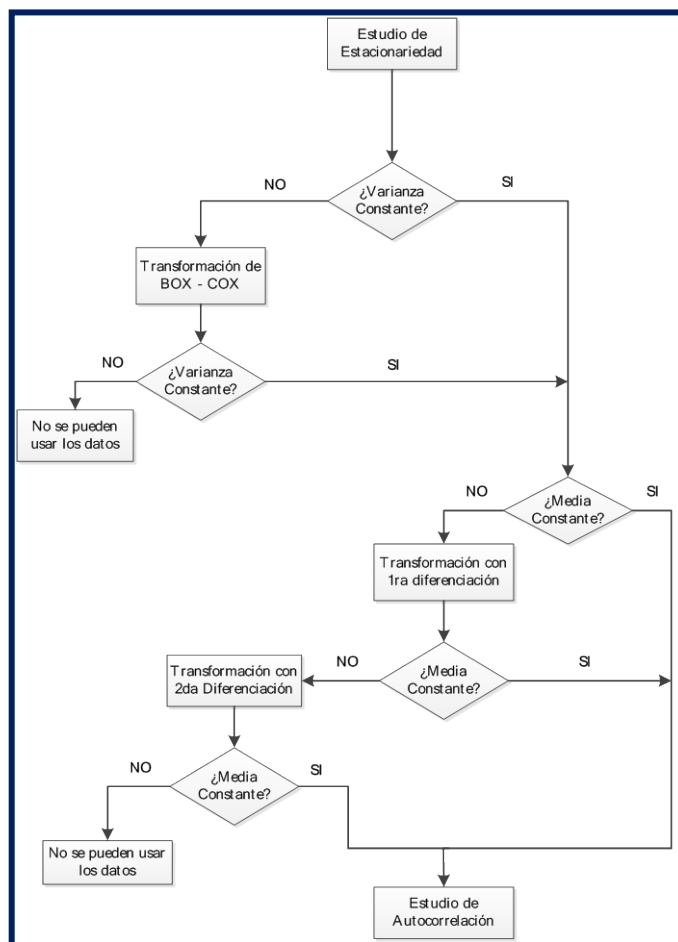 Estudio de
Estacionariedad
NO
SI
¿Varianza
Constante?
Transformación de
BOX - COX
NO
¿Varianza
Constante?
SI
No se pueden
usar los datos
NO
¿Media
Constante?
SI
Transformación con
1ra diferenciación
Transformación con
2da Diferenciación
NO
¿Media
Constante?
SI
NO
¿Media
Constante?
SI
No se pueden usar
los datos
Estudio de
Autocorrelación